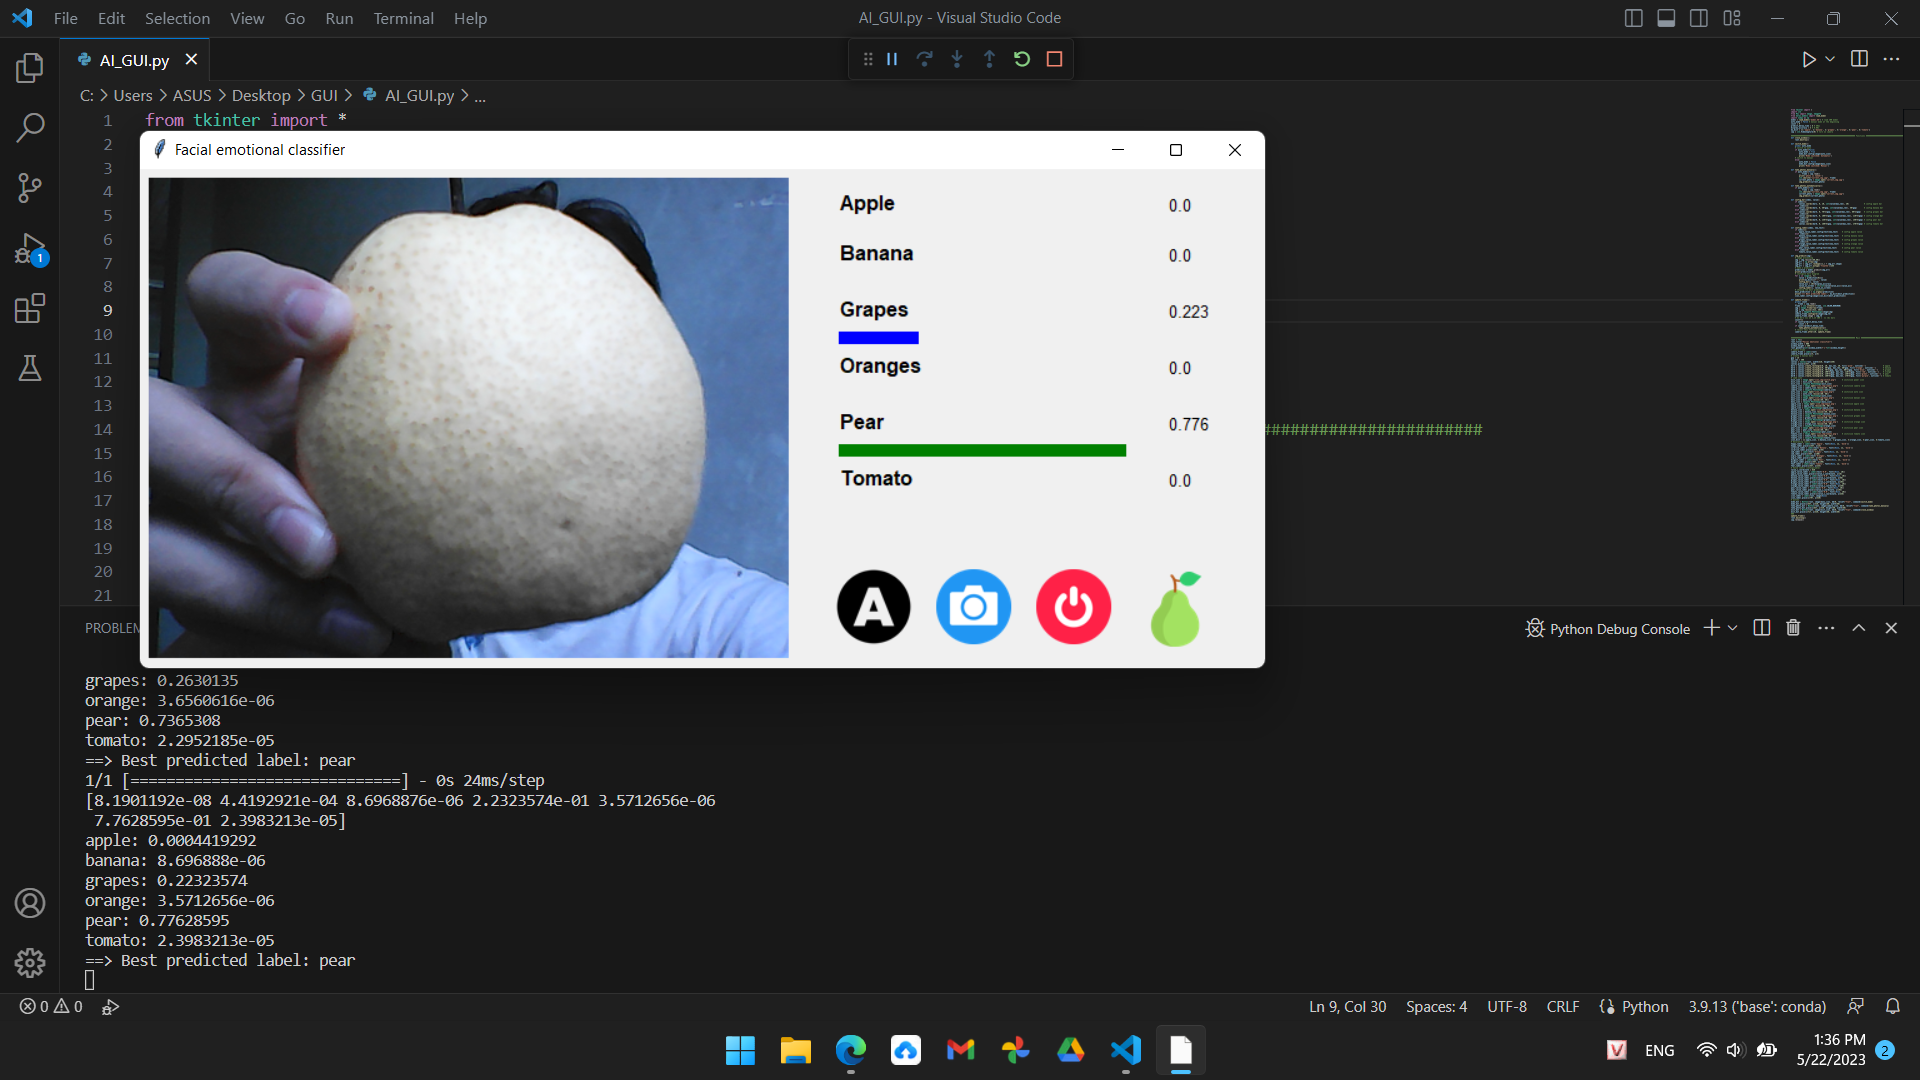 File Edit Selection View Go Run Terminal Help
AI_GUI.py - Visual Studio Code
AI_GUI.py
C: > Users > ASUS > Desktop > GUI > AI_GUI.py > ...
1 from tkinter import *
2
3
4
5
6
7
8
9
10
11
12
13
14 ########################
15
16
17
18
19
20
21
Facial emotional classifier
Apple 0.0
Banana 0.0
Grapes 0.223
Oranges 0.0
Pear 0.776
Tomato 0.0
A
1
PROBLEM
Python Debug Console
grapes: 0.2630135
orange: 3.6560616e-06
pear: 0.7365308
tomato: 2.2952185e-05
==> Best predicted label: pear
1/1 [==============================] - 0s 24ms/step
[8.1901192e-08 4.4192921e-04 8.6968876e-06 2.2323574e-01 3.5712656e-06
7.7628595e-01 2.3983213e-05]
apple: 0.0004419292
banana: 8.696888e-06
grapes: 0.22323574
orange: 3.5712656e-06
pear: 0.77628595
tomato: 2.3983213e-05
==> Best predicted label: pear
0 0
Ln 9, Col 30 Spaces: 4 UTF-8 CRLF Python 3.9.13 ('base': conda)
V ENG 1:36 PM
5/22/2023 2